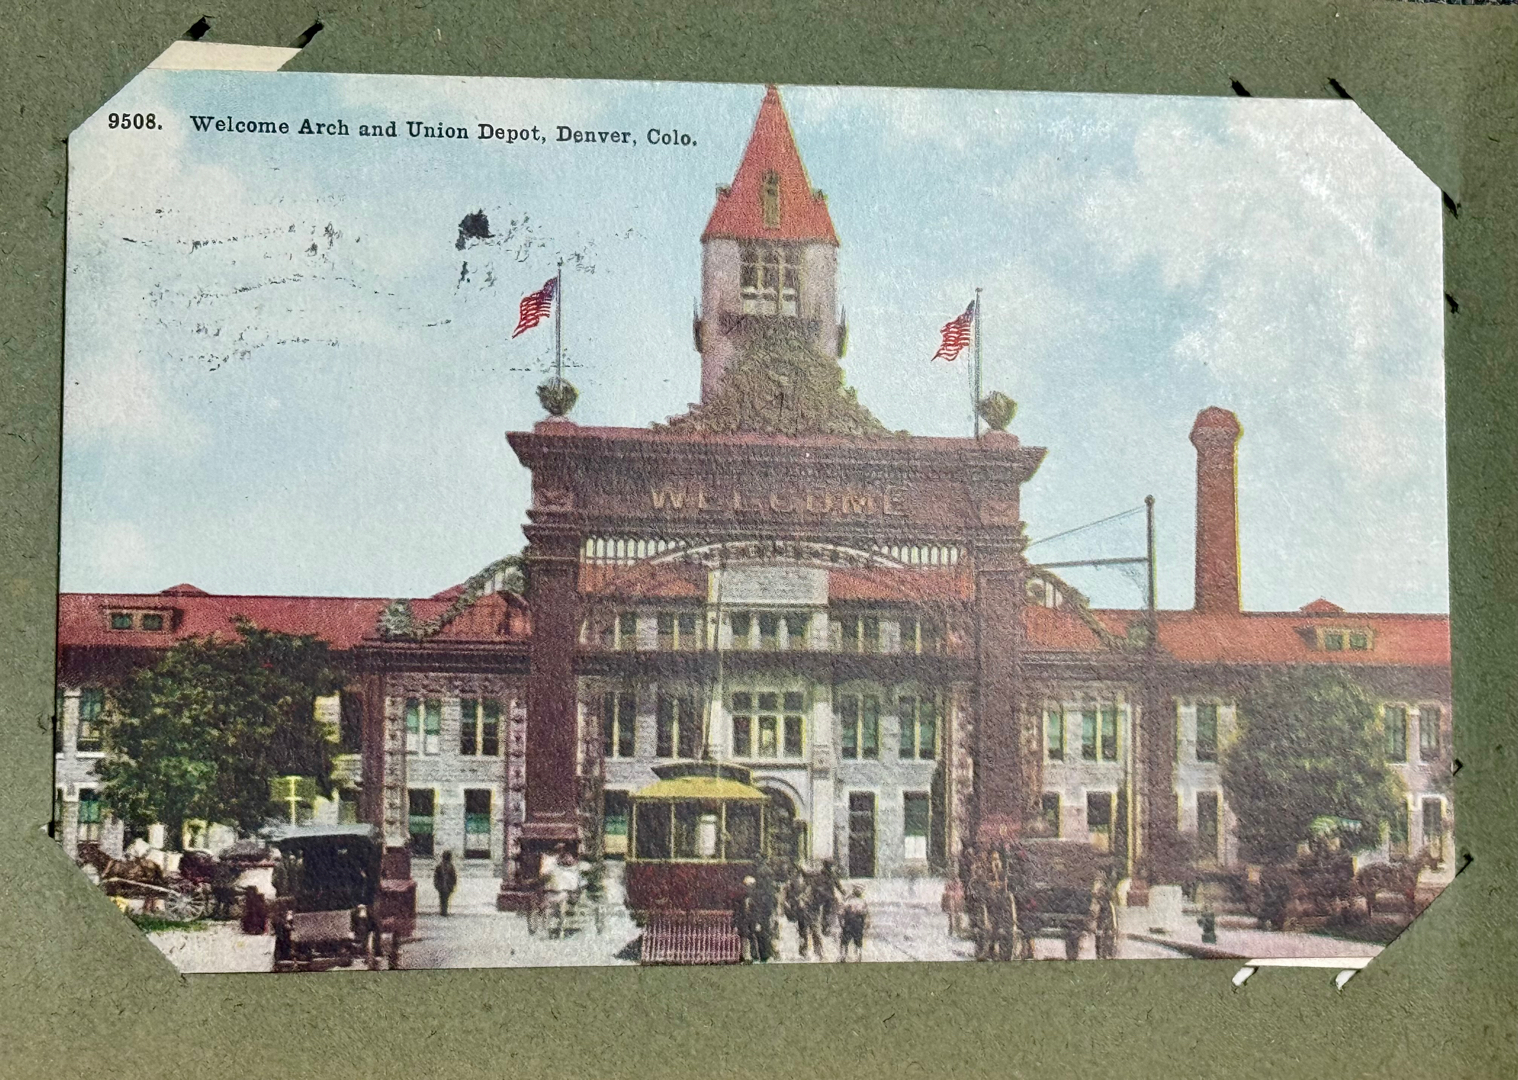 9508. Welcome Arch and Union Depot, Denver, Colo.
WELCOME